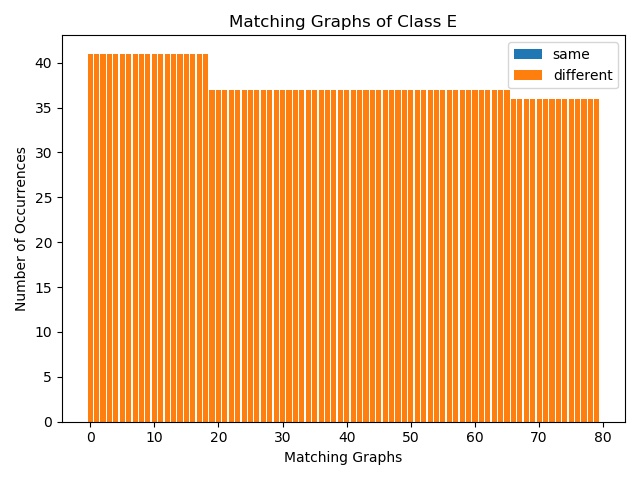 Matching Graphs of Class E
same
different
Number of Occurrences
40
35
30
25
20
15
10
5
0
0 10 20 30 40 50 60 70 80
Matching Graphs